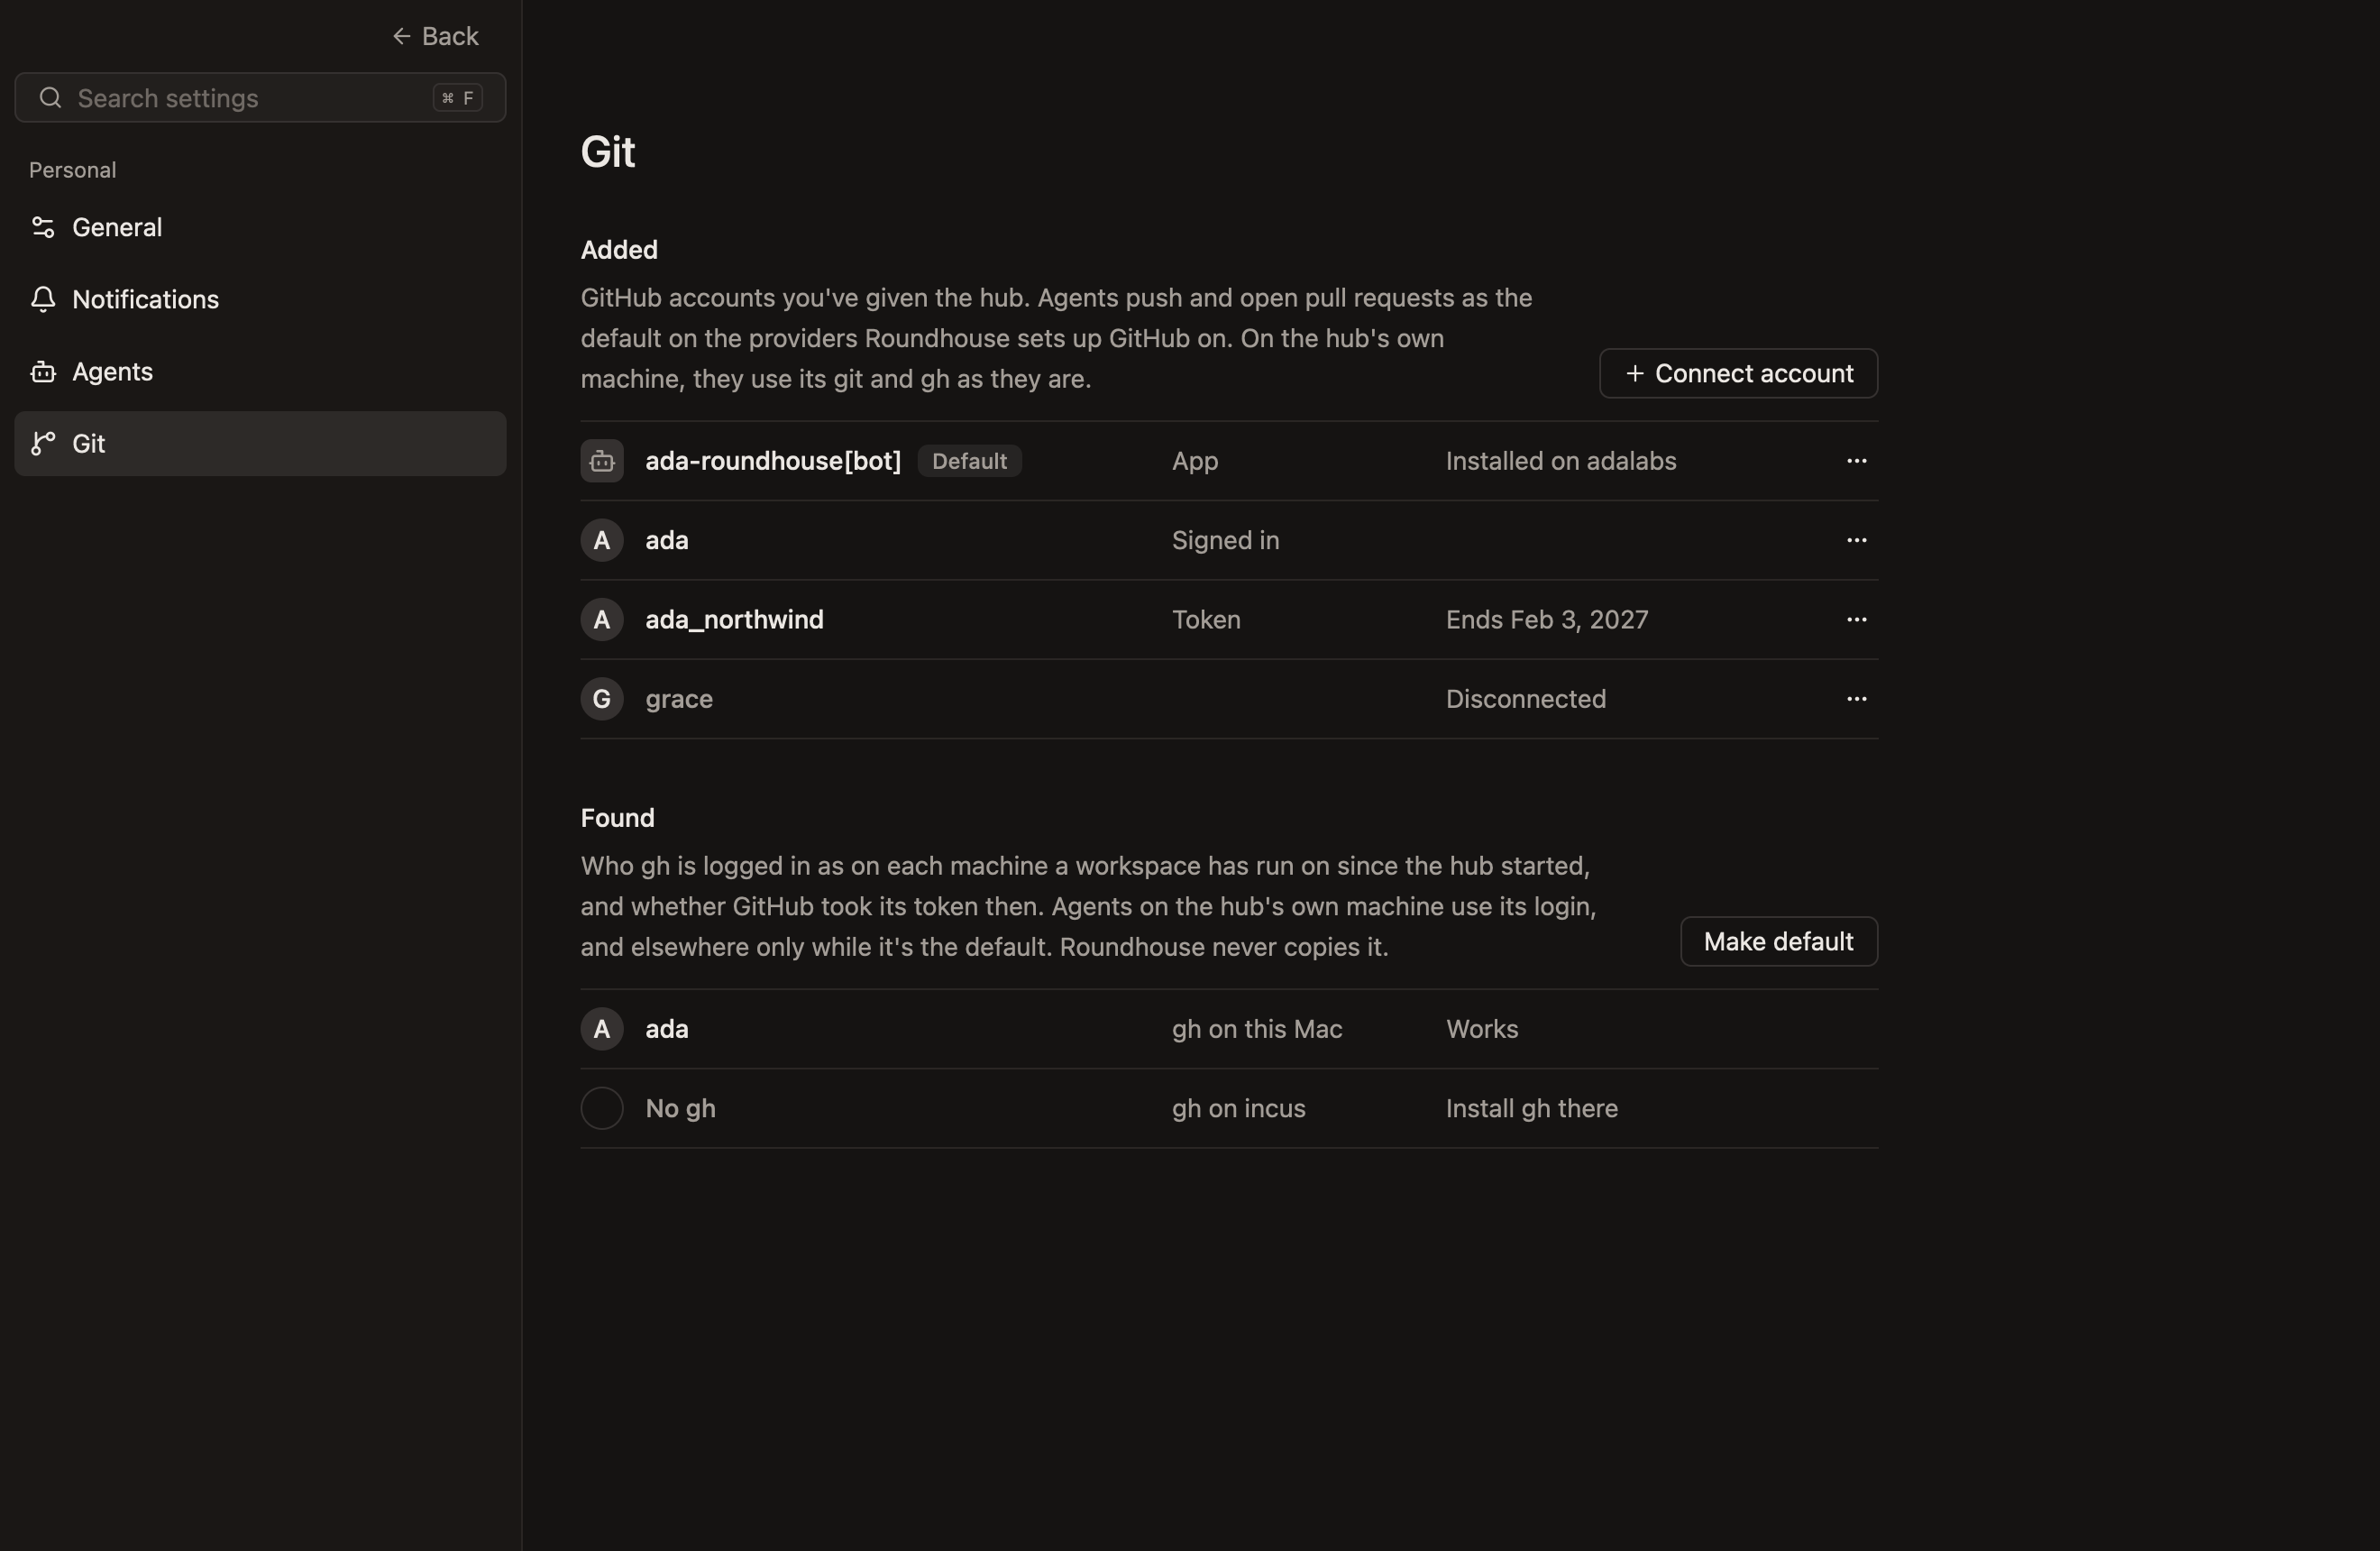 Back
Search settings
⌘ F
Personal
General
Notifications
Agents
Git
Git
Added
GitHub accounts you've given the hub. Agents push and open pull requests as the
default on the providers Roundhouse sets up GitHub on. On the hub's own
machine, they use its git and gh as they are.
Connect account
ada-roundhouse[bot] Default App Installed on adalabs
A ada Signed in
A ada_northwind Token Ends Feb 3, 2027
G grace Disconnected
Found
Who gh is logged in as on each machine a workspace has run on since the hub started,
and whether GitHub took its token then. Agents on the hub's own machine use its login,
and elsewhere only while it's the default. Roundhouse never copies it.
Make default
A ada gh on this Mac Works
No gh gh on incus Install gh there